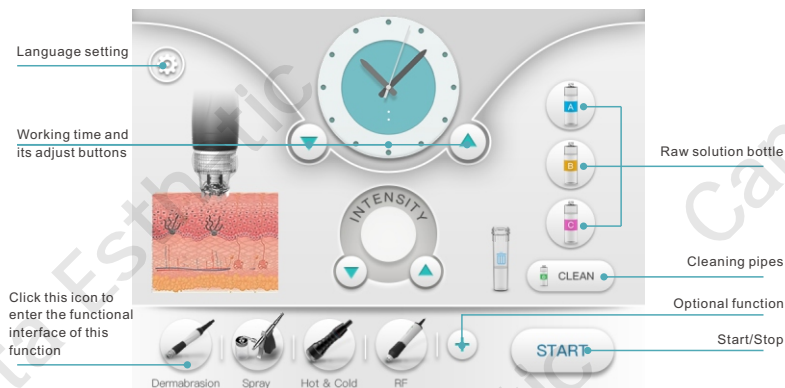 Language setting
Working time and
its adjust buttons
INTENSITY
A
B
C
Raw solution bottle
CLEAN
Cleaning pipes
Optional function
START
Start/Stop
Click this icon to
enter the functional
interface of this
function
Dermabrasion
Spray
Hot & Cold
RF